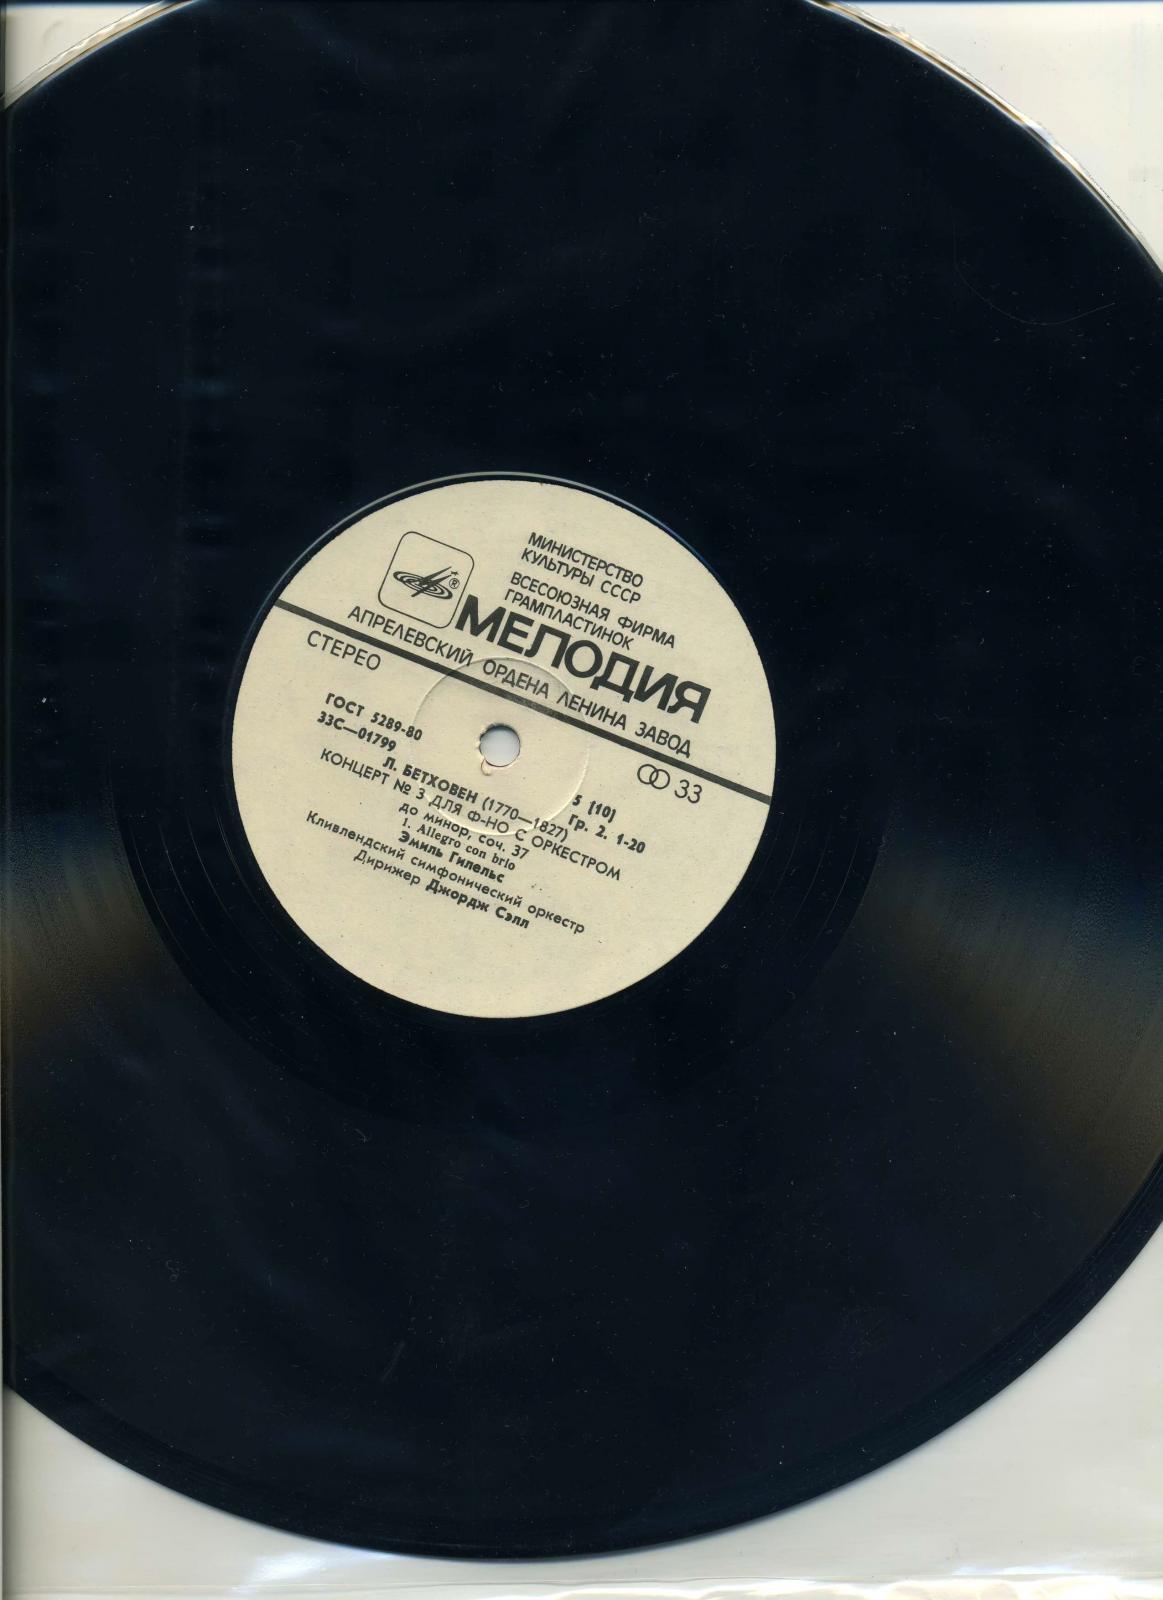 МИНИСТЕРСТВО
КУЛЬТУРЫ СССР
ВСЕСОЮЗНАЯ ФИРМА
ГРАМПЛАСТИНОК
МЕЛОДИЯ
®
АПРЕЛЕВСКИЙ ОРДЕНА ЛЕНИНА ЗАВОД
СТЕРЕО
33
ГОСТ 5289-80
33С—01799
5 [10]
Гр. 2. 1-20
Л. БЕТХОВЕН (1770—1827)
КОНЦЕРТ № 3 ДЛЯ Ф-НО С ОРКЕСТРОМ
до минор, соч. 37
1. Allegro con brio
Эмиль Гилельс
Кливлендский симфонический оркестр
Дирижер Джордж Сэлл